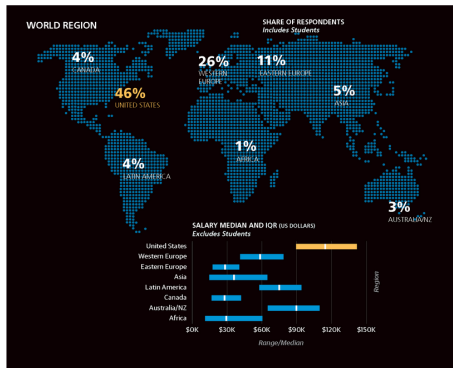 WORLD REGION
SHARE OF RESPONDENTS
Includes Students
4%
CANADA
26%
WESTERN
EUROPE
11%
EASTERN EUROPE
46%
UNITED STATES
5%
ASIA
4%
LATIN AMERICA
1%
AFRICA
3%
AUSTRALIA/NZ
SALARY MEDIAN AND IQR (US DOLLARS)
Excludes Students
United States
Western Europe
Eastern Europe
Asia
Latin America
Canada
Australia/NZ
Africa
Region
$0K $30K $60K $90K $120K $150K
Range/Median